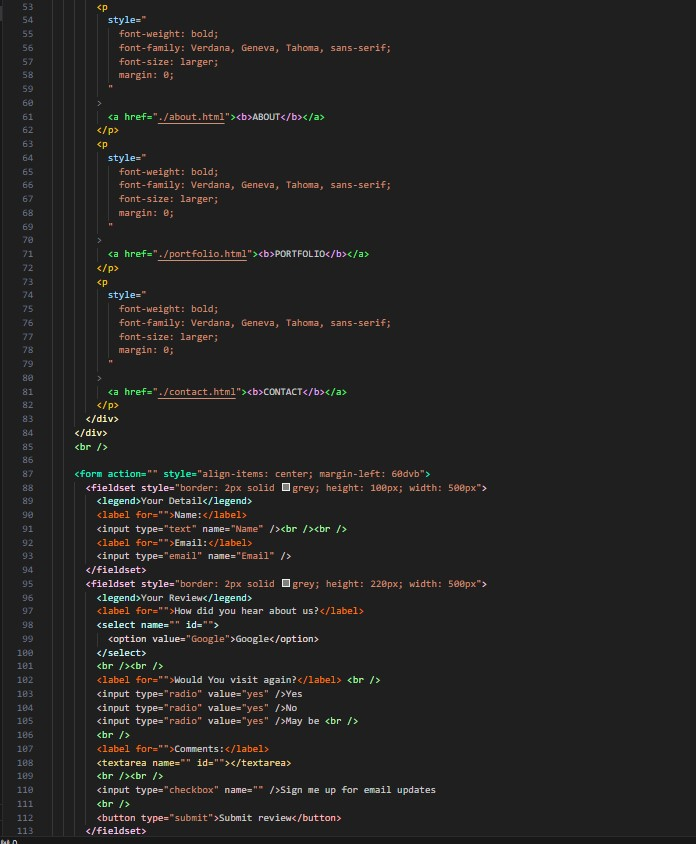 53 <p
54 style="
55 font-weight: bold;
56 font-family: Verdana, Geneva, Tahoma, sans-serif;
57 font-size: larger;
58 margin: 0;
59 "
60 >
61 <a href="./about.html"><b>ABOUT</b></a>
62 </p>
63 <p
64 style="
65 font-weight: bold;
66 font-family: Verdana, Geneva, Tahoma, sans-serif;
67 font-size: larger;
68 margin: 0;
69 "
70 >
71 <a href="./portfolio.html"><b>PORTFOLIO</b></a>
72 </p>
73 <p
74 style="
75 font-weight: bold;
76 font-family: Verdana, Geneva, Tahoma, sans-serif;
77 font-size: larger;
78 margin: 0;
79 "
80 >
81 <a href="./contact.html"><b>CONTACT</b></a>
82 </p>
83 </div>
84 </div>
85 <br />
86
87 <form action="" style="align-items: center; margin-left: 60dvb">
88 <fieldset style="border: 2px solid grey; height: 100px; width: 500px">
89 <legend>Your Detail</legend>
90 <label for="">Name:</label>
91 <input type="text" name="Name" /><br /><br />
92 <label for="">Email:</label>
93 <input type="email" name="Email" />
94 </fieldset>
95 <fieldset style="border: 2px solid grey; height: 220px; width: 500px">
96 <legend>Your Review</legend>
97 <label for="">How did you hear about us?</label>
98 <select name="" id="">
99 <option value="Google">Google</option>
100 </select>
101 <br /><br />
102 <label for="">Would You visit again?</label> <br />
103 <input type="radio" value="yes" />Yes
104 <input type="radio" value="yes" />No
105 <input type="radio" value="yes" />May be <br />
106 <br />
107 <label for="">Comments:</label>
108 <textarea name="" id=""></textarea>
109 <br /><br />
110 <input type="checkbox" name="" />Sign me up for email updates
111 <br />
112 <button type="submit">Submit review</button>
113 </fieldset>